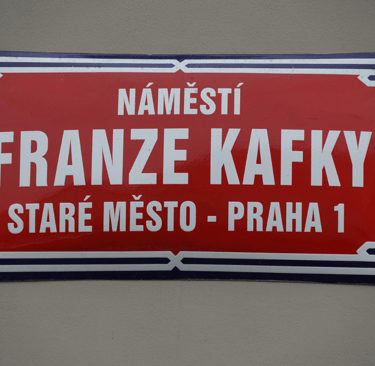 NÁMĚSTÍ
FRANZE KAFKY
STARÉ MĚSTO - PRAHA 1